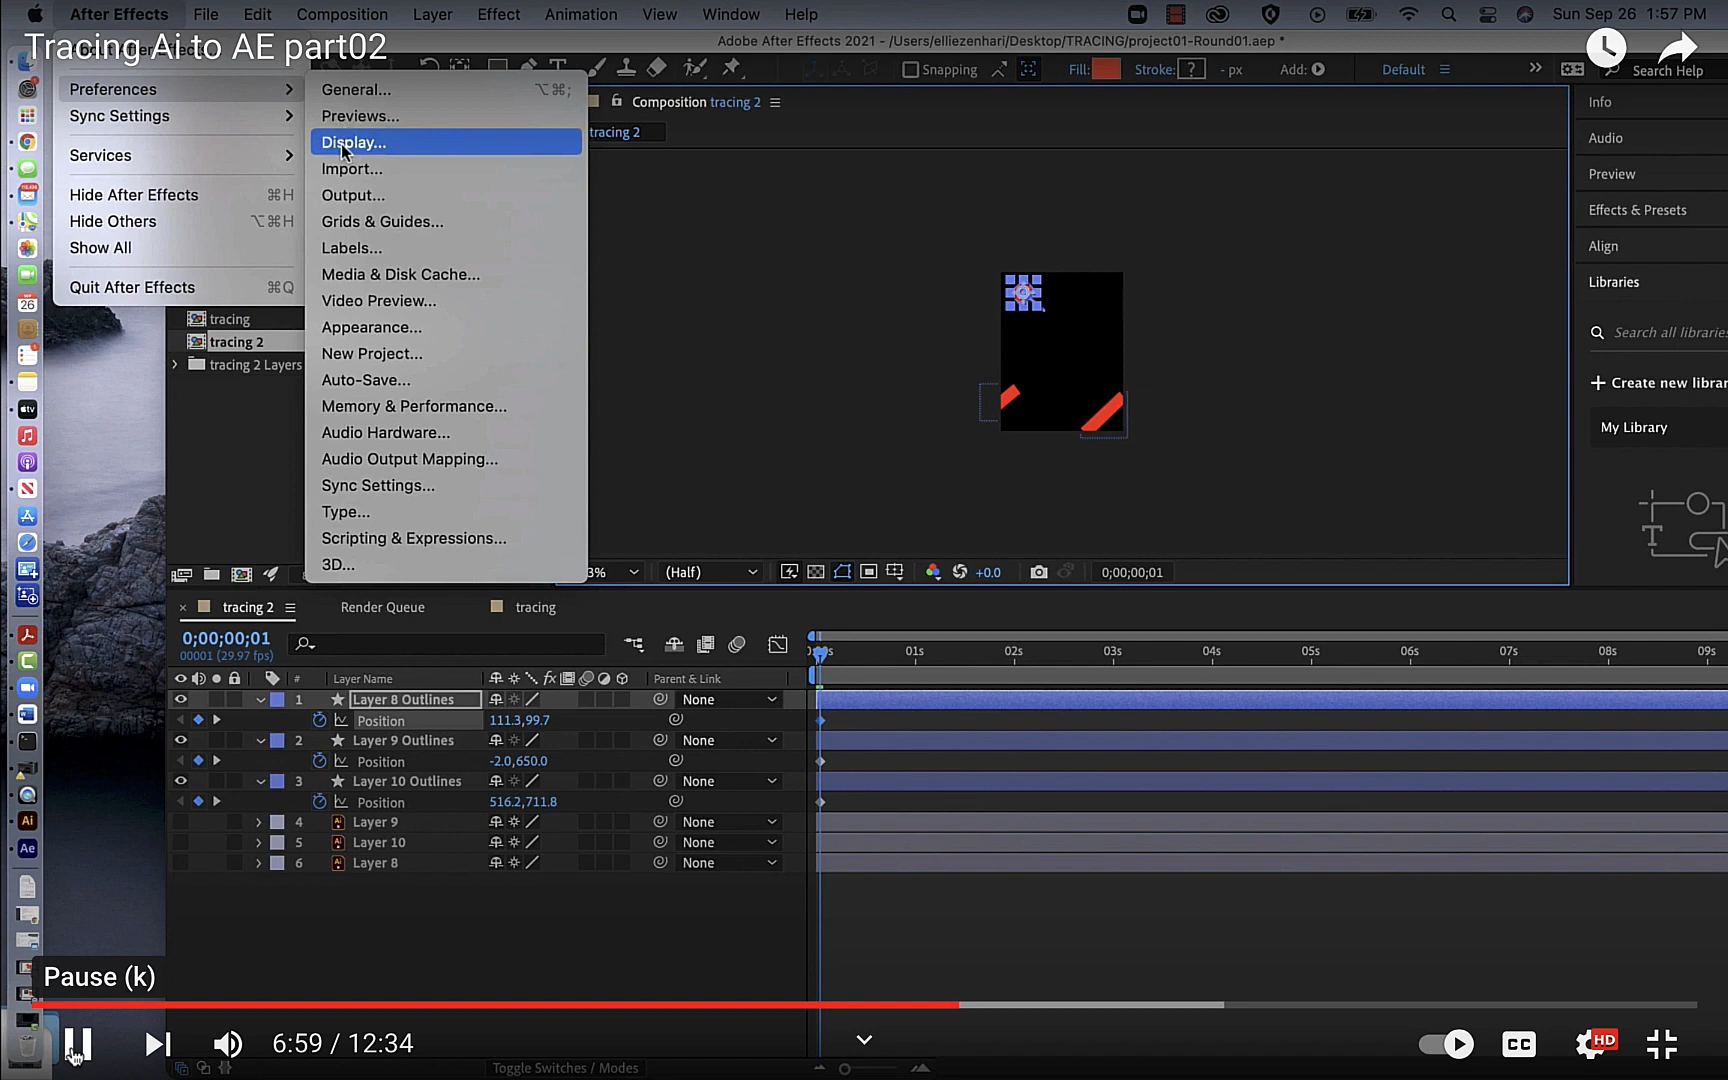 After Effects File Edit Composition Layer Effect Animation View Window Help Sun Sep 26 1:57 PM
Tracing Ai to AE part02
Adobe After Effects 2021 - /Users/elliezenhari/Desktop/TRACING/project01-Round01.aep *
Snapping Fill: Stroke: ? - px Add: Default Search Help
Preferences
Sync Settings
Services
Hide After Effects ⌘H
Hide Others ⌥⌘H
Show All
Quit After Effects ⌘Q
General... ⌥⌘;
Previews...
Display...
Import...
Output...
Grids & Guides...
Labels...
Media & Disk Cache...
Video Preview...
Appearance...
New Project...
Auto-Save...
Memory & Performance...
Audio Hardware...
Audio Output Mapping...
Sync Settings...
Type...
Scripting & Expressions...
3D...
tracing
tracing 2
tracing 2 Layers
Composition tracing 2
tracing 2
3% (Half) +0.0 0;00;00;01
Info
Audio
Preview
Effects & Presets
Align
Libraries
Search all libraries
Create new librar
My Library
tracing 2 Render Queue tracing
0;00;00;01
00001 (29.97 fps)
01s 02s 03s 04s 05s 06s 07s 08s 09s
# Layer Name fx Parent & Link
1 Layer 8 Outlines None
Position 111.3,99.7
2 Layer 9 Outlines None
Position -2.0,650.0
3 Layer 10 Outlines None
Position 516.2,711.8
4 Layer 9 None
5 Layer 10 None
6 Layer 8 None
Pause (k)
6:59 / 12:34 CC HD
Toggle Switches / Modes
26
tv
Ai
Ae